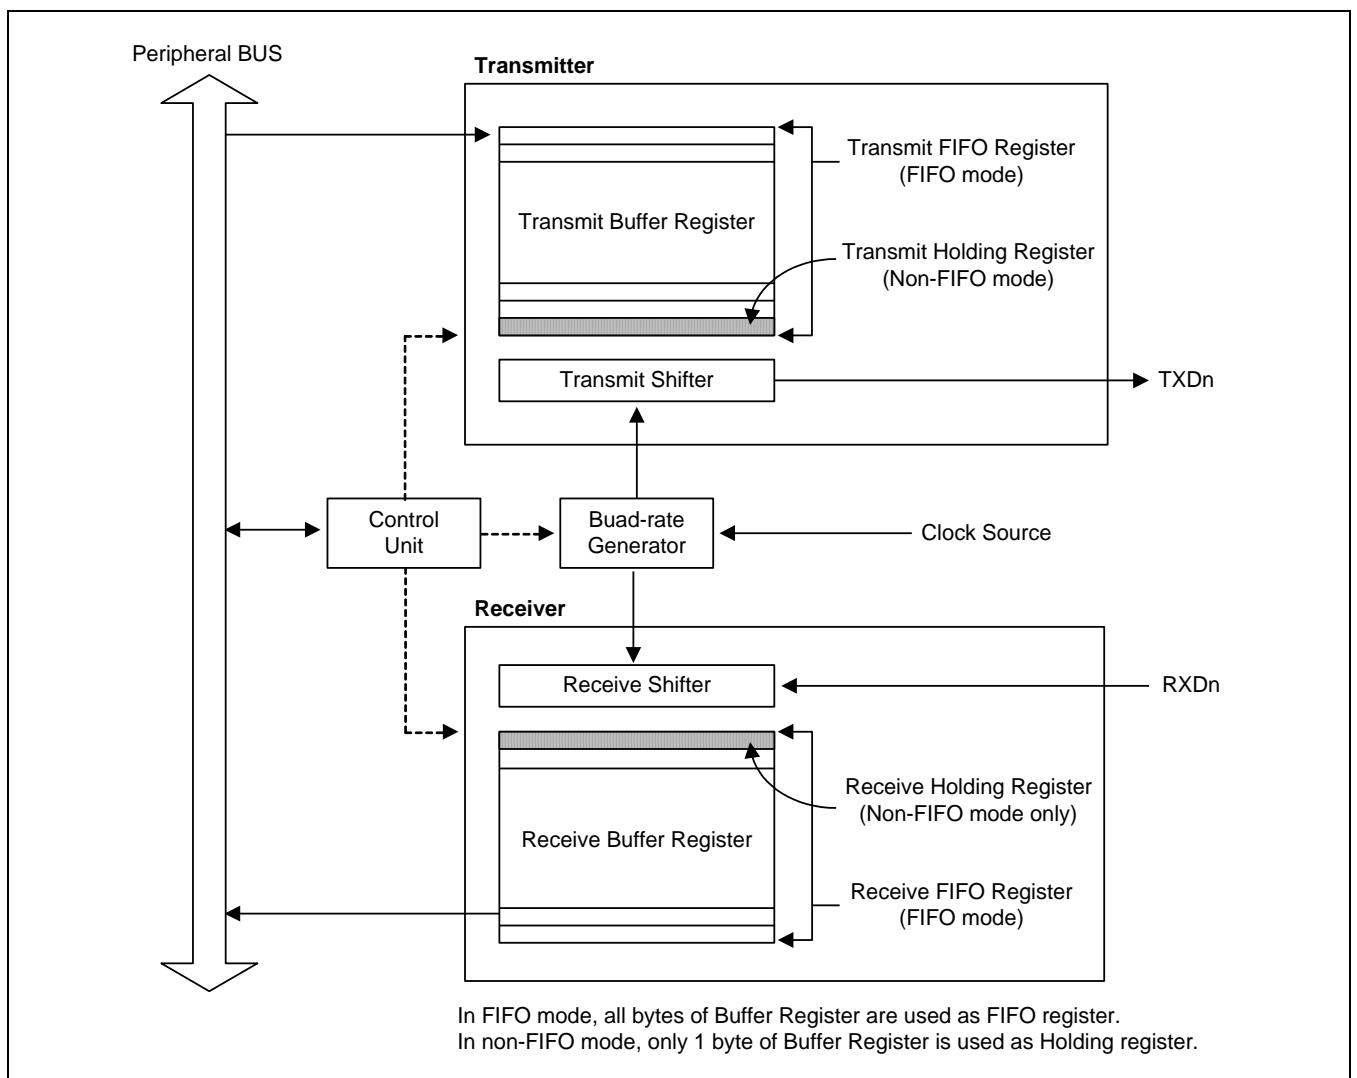 Peripheral BUS
Transmitter
Transmit FIFO Register
(FIFO mode)
Transmit Buffer Register
Transmit Holding Register
(Non-FIFO mode)
Transmit Shifter
TXDn
Control
Unit
Buad-rate
Generator
Clock Source
Receiver
Receive Shifter
RXDn
Receive Holding Register
(Non-FIFO mode only)
Receive Buffer Register
Receive FIFO Register
(FIFO mode)
In FIFO mode, all bytes of Buffer Register are used as FIFO register.
In non-FIFO mode, only 1 byte of Buffer Register is used as Holding register.